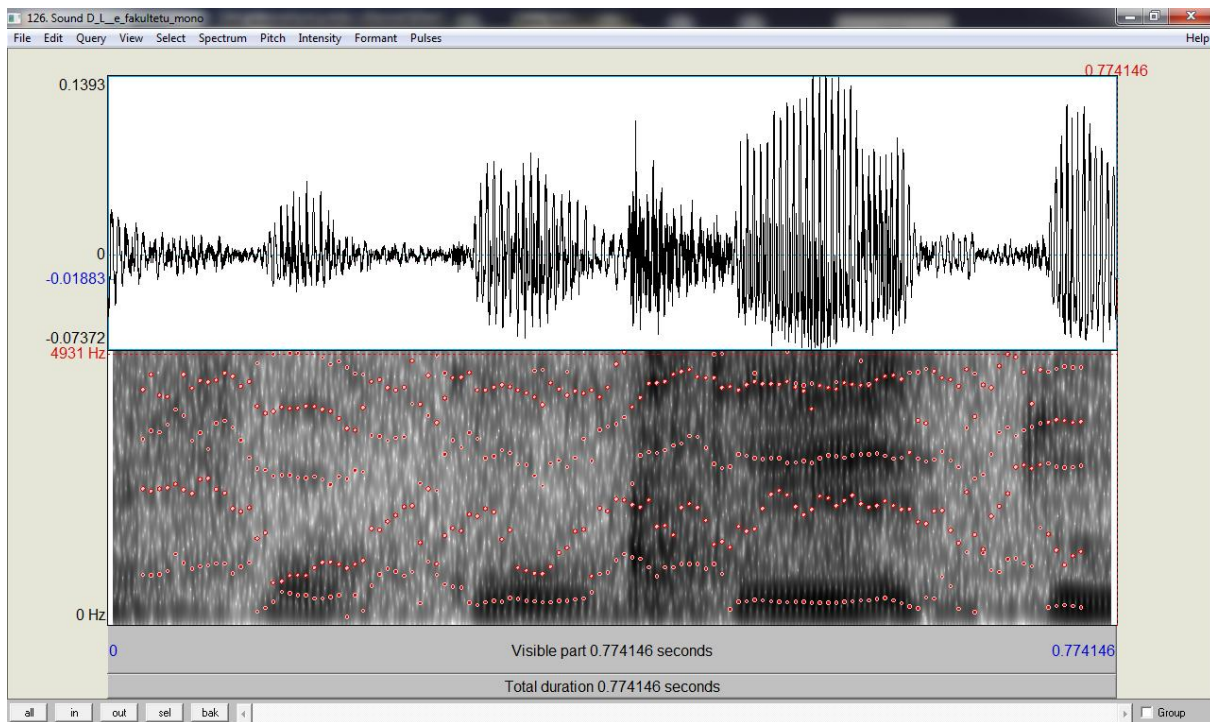 126. Sound D_L__e_fakultetu_mono
File Edit Query View Select Spectrum Pitch Intensity Formant Pulses Help
0.774146
0.1393
0
-0.01883
-0.07372
4931 Hz
0 Hz
0 Visible part 0.774146 seconds 0.774146
Total duration 0.774146 seconds
all in out sel bak Group